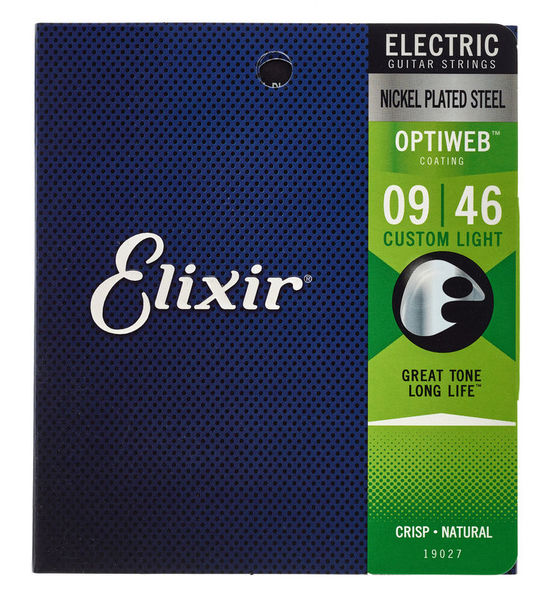 ELECTRIC
GUITAR STRINGS
NICKEL PLATED STEEL
OPTIWEB™
COATING
09 | 46
CUSTOM LIGHT
Elixir®
GREAT TONE
LONG LIFE™
CRISP • NATURAL
19027